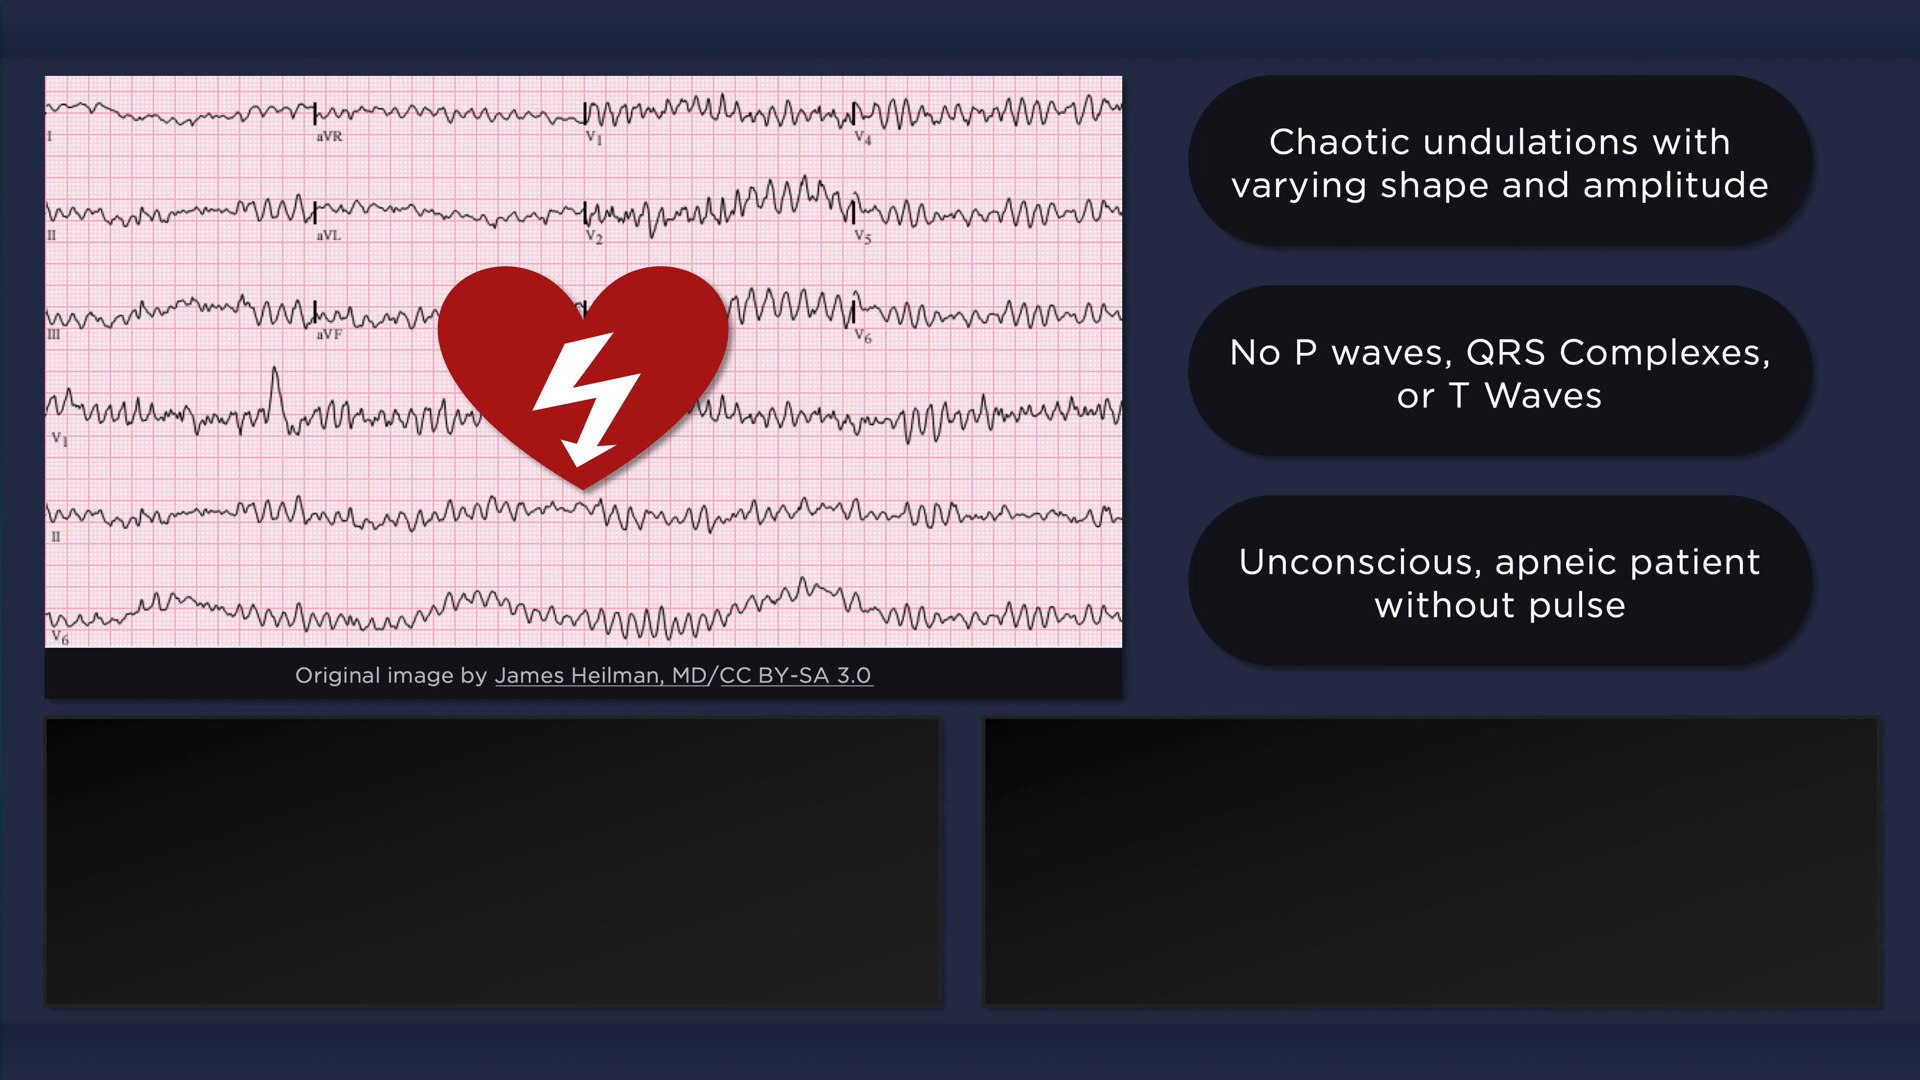 I aVR V1 V4
II aVL V2 V5
III aVF V6
V1
II
V6
Original image by James Heilman, MD/CC BY-SA 3.0
Chaotic undulations with
varying shape and amplitude
No P waves, QRS Complexes,
or T Waves
Unconscious, apneic patient
without pulse